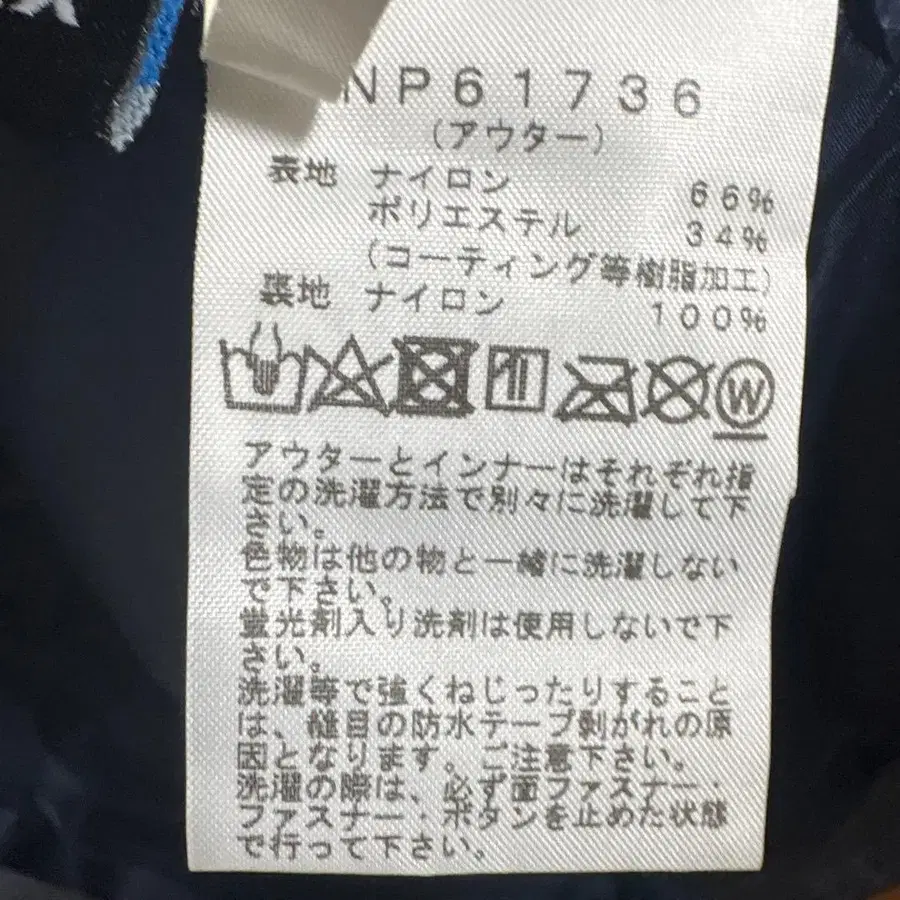 NP61736
(アウター)
表地 ナイロン 66%
ポリエステル 34%
(コーティング等樹脂加工)
裏地 ナイロン 100%
W
アウターとインナーはそれぞれ指
定の洗濯方法で別々に洗濯して下
さい。
色物は他の物と一緒に洗濯しない
で下さい。
蛍光剤入り洗剤は使用しないで下
さい。
洗濯等で強くねじったりすること
は、縫目の防水テープ剥がれの原
因となります。ご注意下さい。
洗濯の際は、必ず面ファスナー・
ファスナー・ボタンを止めた状態
で行って下さい。